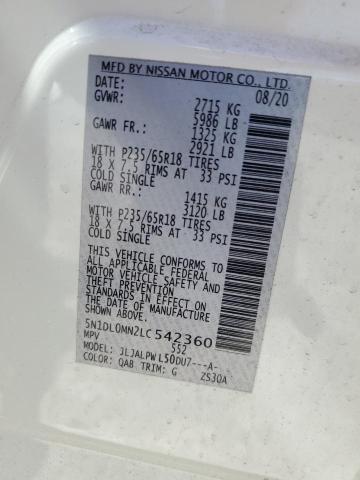 MFD BY NISSAN MOTOR CO., LTD.
DATE: 08/20
GVWR: 2715 KG
5986 LB
GAWR FR.: 1325 KG
2921 LB
WITH P235/65R18 TIRES
18 X 7.5 RIMS AT 33 PSI
COLD SINGLE
GAWR RR.: 1415 KG
3120 LB
WITH P235/65R18 TIRES
18 X 7.5 RIMS AT 33 PSI
COLD SINGLE
THIS VEHICLE CONFORMS TO
ALL APPLICABLE FEDERAL
MOTOR VEHICLE SAFETY AND
THEFT PREVENTION
STANDARDS IN EFFECT ON
THE DATE OF MANUFACTURE
SHOWN ABOVE
5N1DL0MN2LC542360
MPV 552
MODEL: JLJALPW L50DU7---A-
COLOR: QAB TRIM: G ZS30A